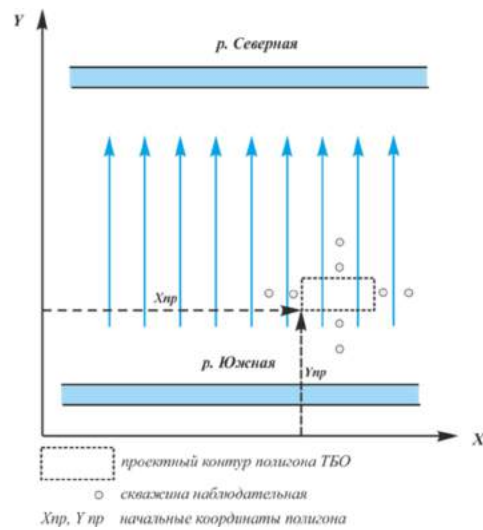 Y
р. Северная
Xпр
р. Южная
Yпр
X
проектный контур полигона ТБО
скважина наблюдательная
Xпр, Y пр начальные координаты полигона